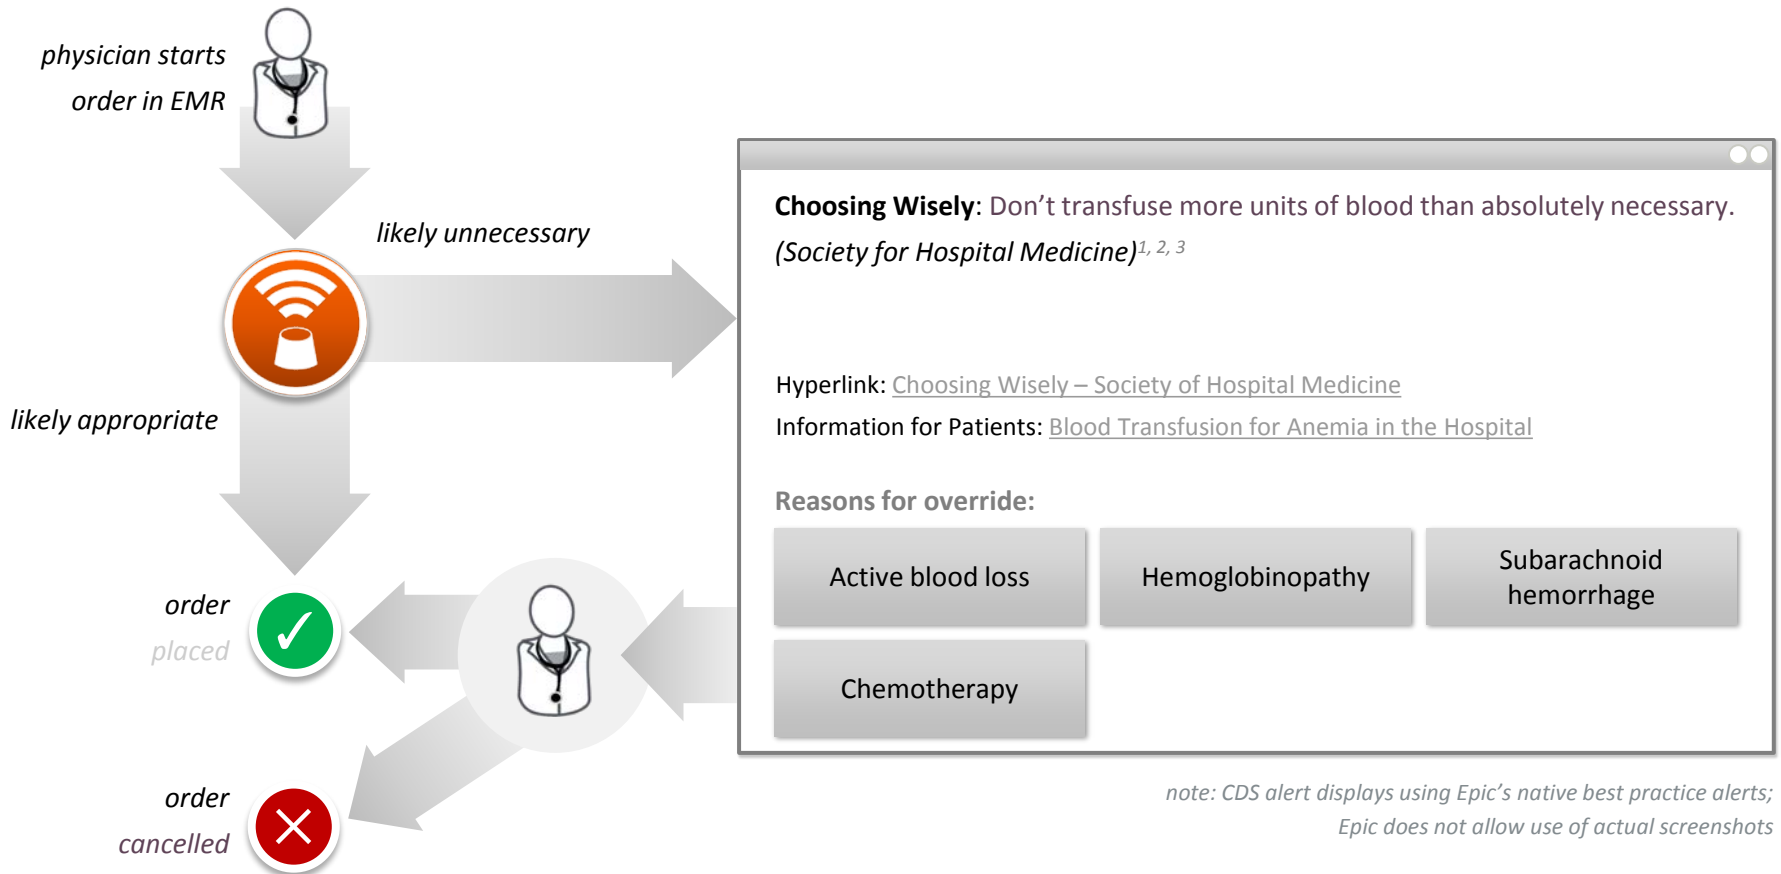 physician starts
order in EMR
likely unnecessary
likely appropriate
Choosing Wisely: Don’t transfuse more units of blood than absolutely necessary.
(Society for Hospital Medicine)1, 2, 3
Hyperlink: Choosing Wisely – Society of Hospital Medicine
Information for Patients: Blood Transfusion for Anemia in the Hospital
Reasons for override:
Active blood loss
Hemoglobinopathy
Subarachnoid
hemorrhage
Chemotherapy
order
placed
order
cancelled
note: CDS alert displays using Epic’s native best practice alerts;
Epic does not allow use of actual screenshots